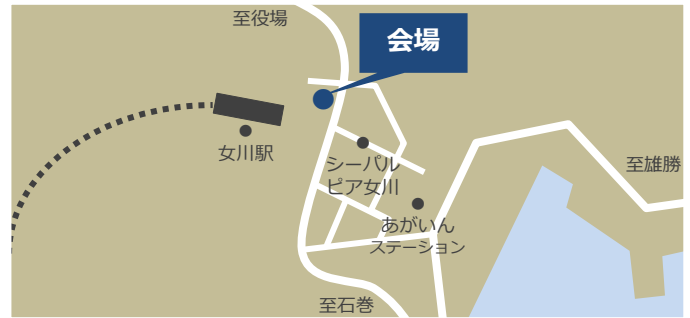 至役場
会場
女川駅
シーパル
ピア女川
至雄勝
あがいん
ステーション
至石巻